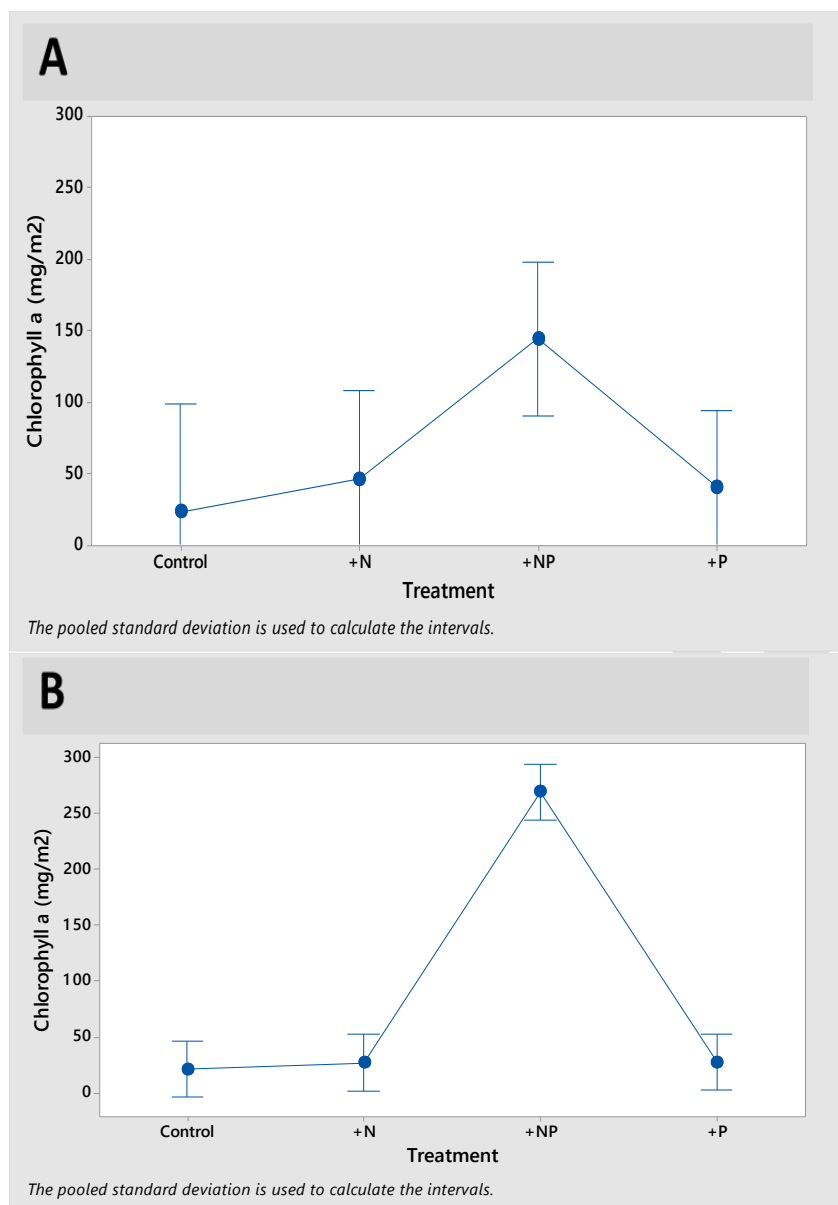 A
300
250
200
150
100
50
0
Chlorophyll a (mg/m2)
Control +N +NP +P
Treatment
The pooled standard deviation is used to calculate the intervals.
B
300
250
200
150
100
50
0
Chlorophyll a (mg/m2)
Control +N +NP +P
Treatment
The pooled standard deviation is used to calculate the intervals.